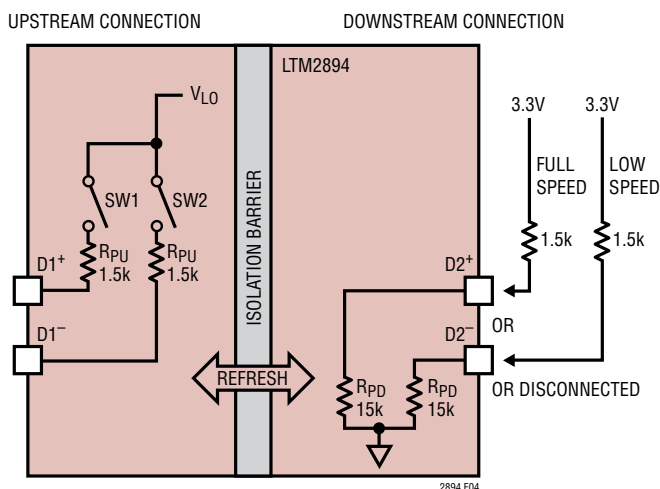 UPSTREAM CONNECTION
DOWNSTREAM CONNECTION
LTM2894
VLO
SW1
SW2
RPU
1.5k
RPU
1.5k
D1+
D1−
ISOLATION BARRIER
REFRESH
3.3V
3.3V
FULL
SPEED
LOW
SPEED
1.5k
1.5k
D2+
OR
D2−
OR DISCONNECTED
RPD
15k
RPD
15k
2894 F04